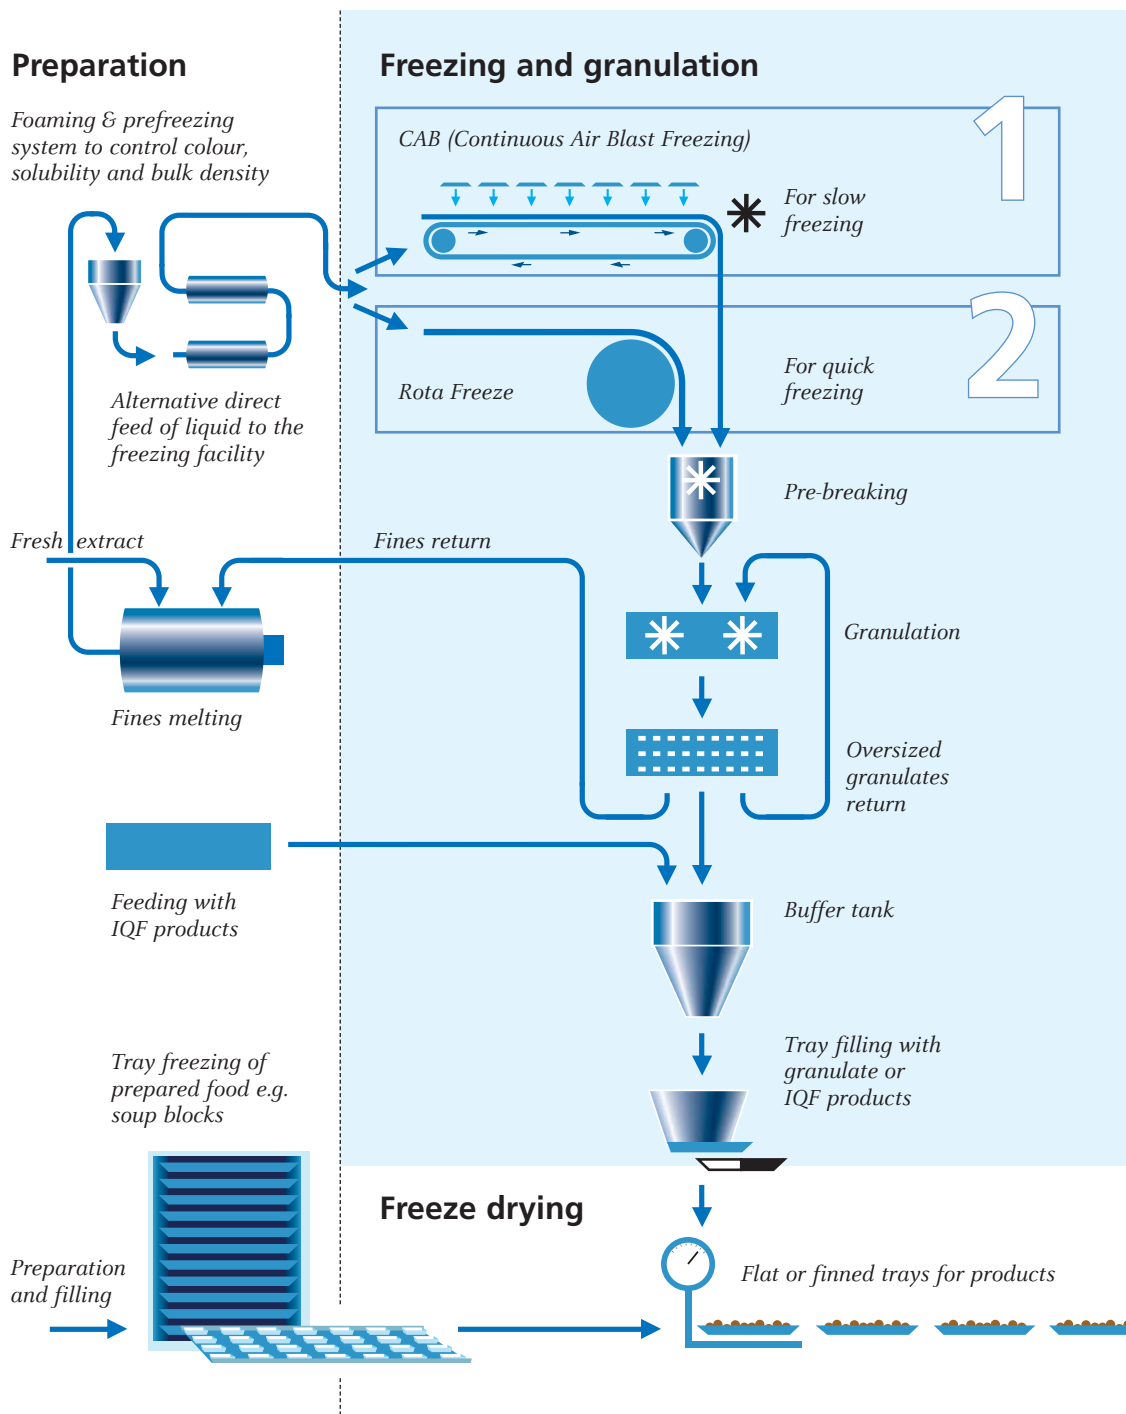 Preparation
Foaming & prefreezing
system to control colour,
solubility and bulk density
Alternative direct
feed of liquid to the
freezing facility
Fresh extract
Fines melting
Feeding with
IQF products
Tray freezing of
prepared food e.g.
soup blocks
Preparation
and filling
Freezing and granulation
1
CAB (Continuous Air Blast Freezing)
For slow
freezing
2
Rota Freeze
For quick
freezing
Pre-breaking
Fines return
Granulation
Oversized
granulates
return
Buffer tank
Tray filling with
granulate or
IQF products
Freeze drying
Flat or finned trays for products